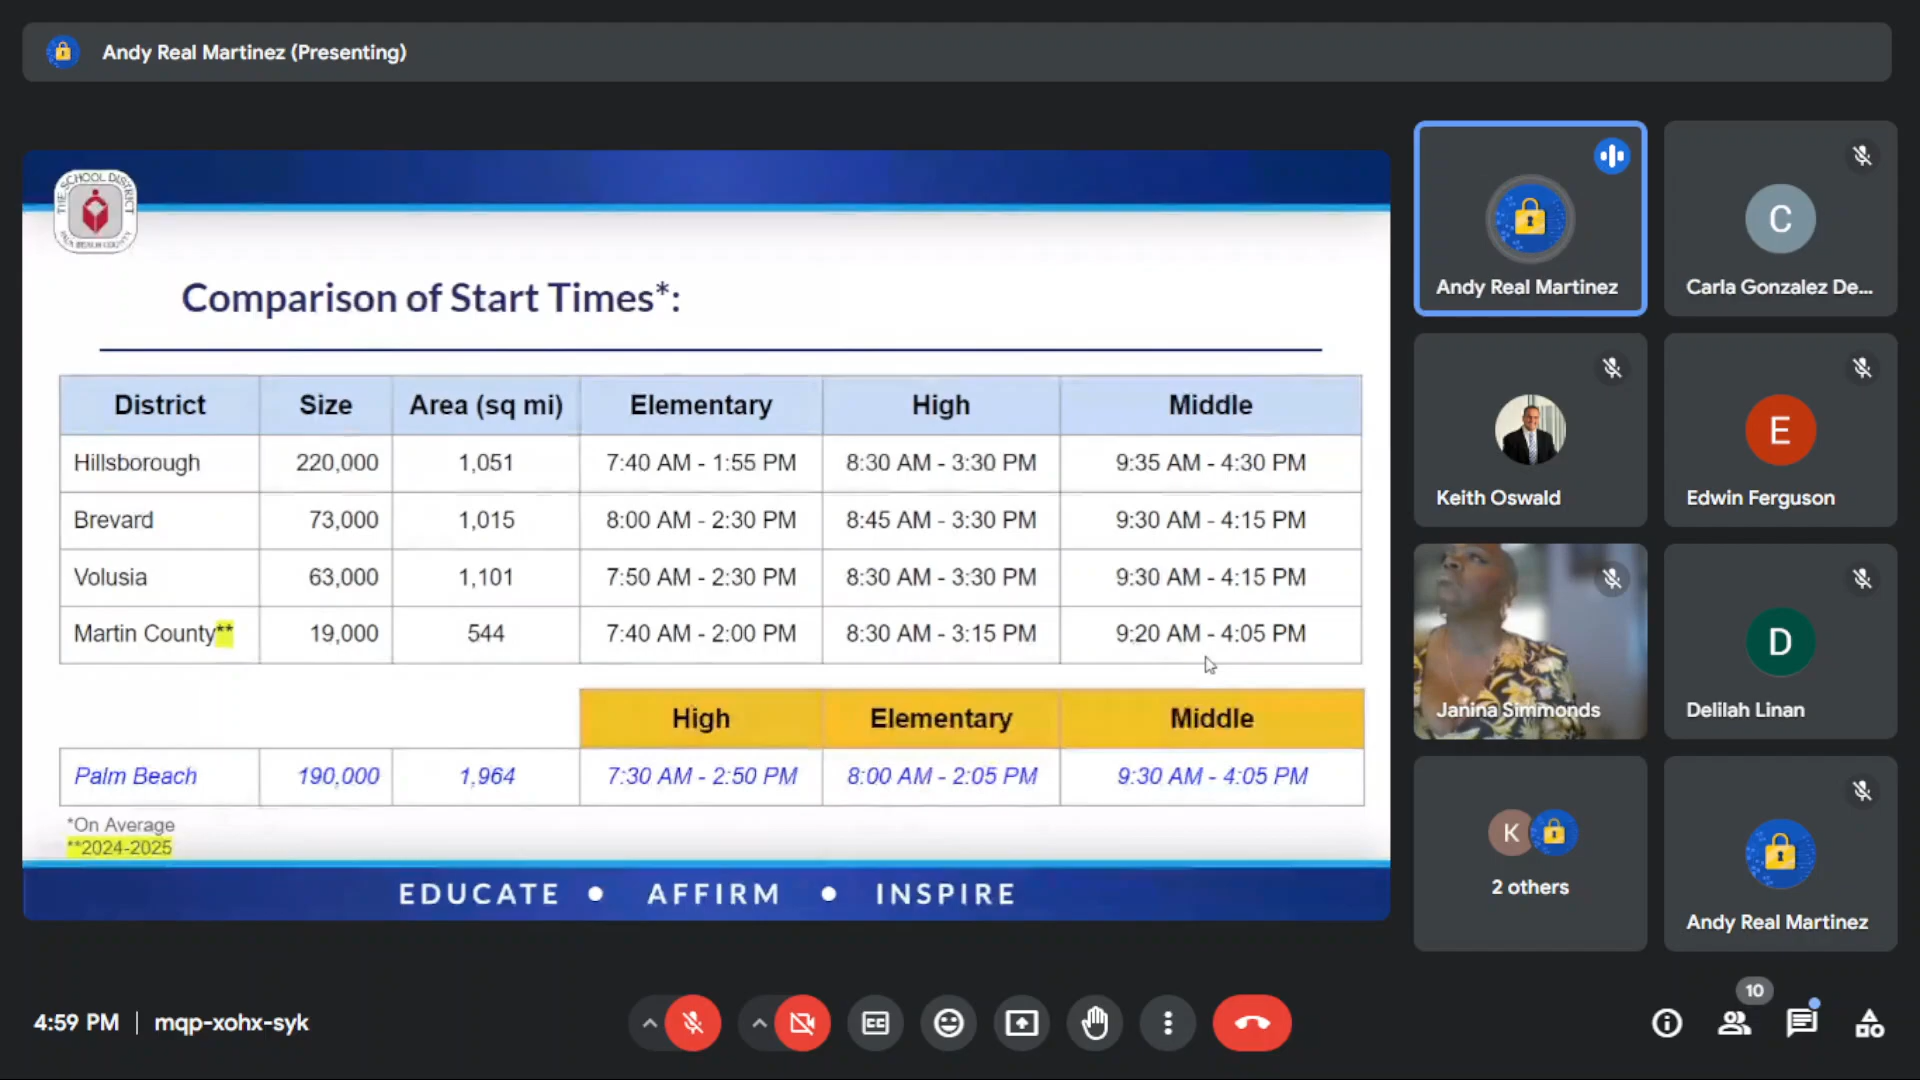 Andy Real Martinez (Presenting)
THE SCHOOL DISTRICT
PALM BEACH COUNTY
Comparison of Start Times*:
District Size Area (sq mi) Elementary High Middle
Hillsborough 220,000 1,051 7:40 AM - 1:55 PM 8:30 AM - 3:30 PM 9:35 AM - 4:30 PM
Brevard 73,000 1,015 8:00 AM - 2:30 PM 8:45 AM - 3:30 PM 9:30 AM - 4:15 PM
Volusia 63,000 1,101 7:50 AM - 2:30 PM 8:30 AM - 3:30 PM 9:30 AM - 4:15 PM
Martin County** 19,000 544 7:40 AM - 2:00 PM 8:30 AM - 3:15 PM 9:20 AM - 4:05 PM
High Elementary Middle
Palm Beach 190,000 1,964 7:30 AM - 2:50 PM 8:00 AM - 2:05 PM 9:30 AM - 4:05 PM
*On Average
**2024-2025
EDUCATE • AFFIRM • INSPIRE
Andy Real Martinez
C
Carla Gonzalez De...
Keith Oswald
E
Edwin Ferguson
Janina Simmonds
D
Delilah Linan
K
2 others
Andy Real Martinez
4:59 PM | mqp-xohx-syk
CC
10